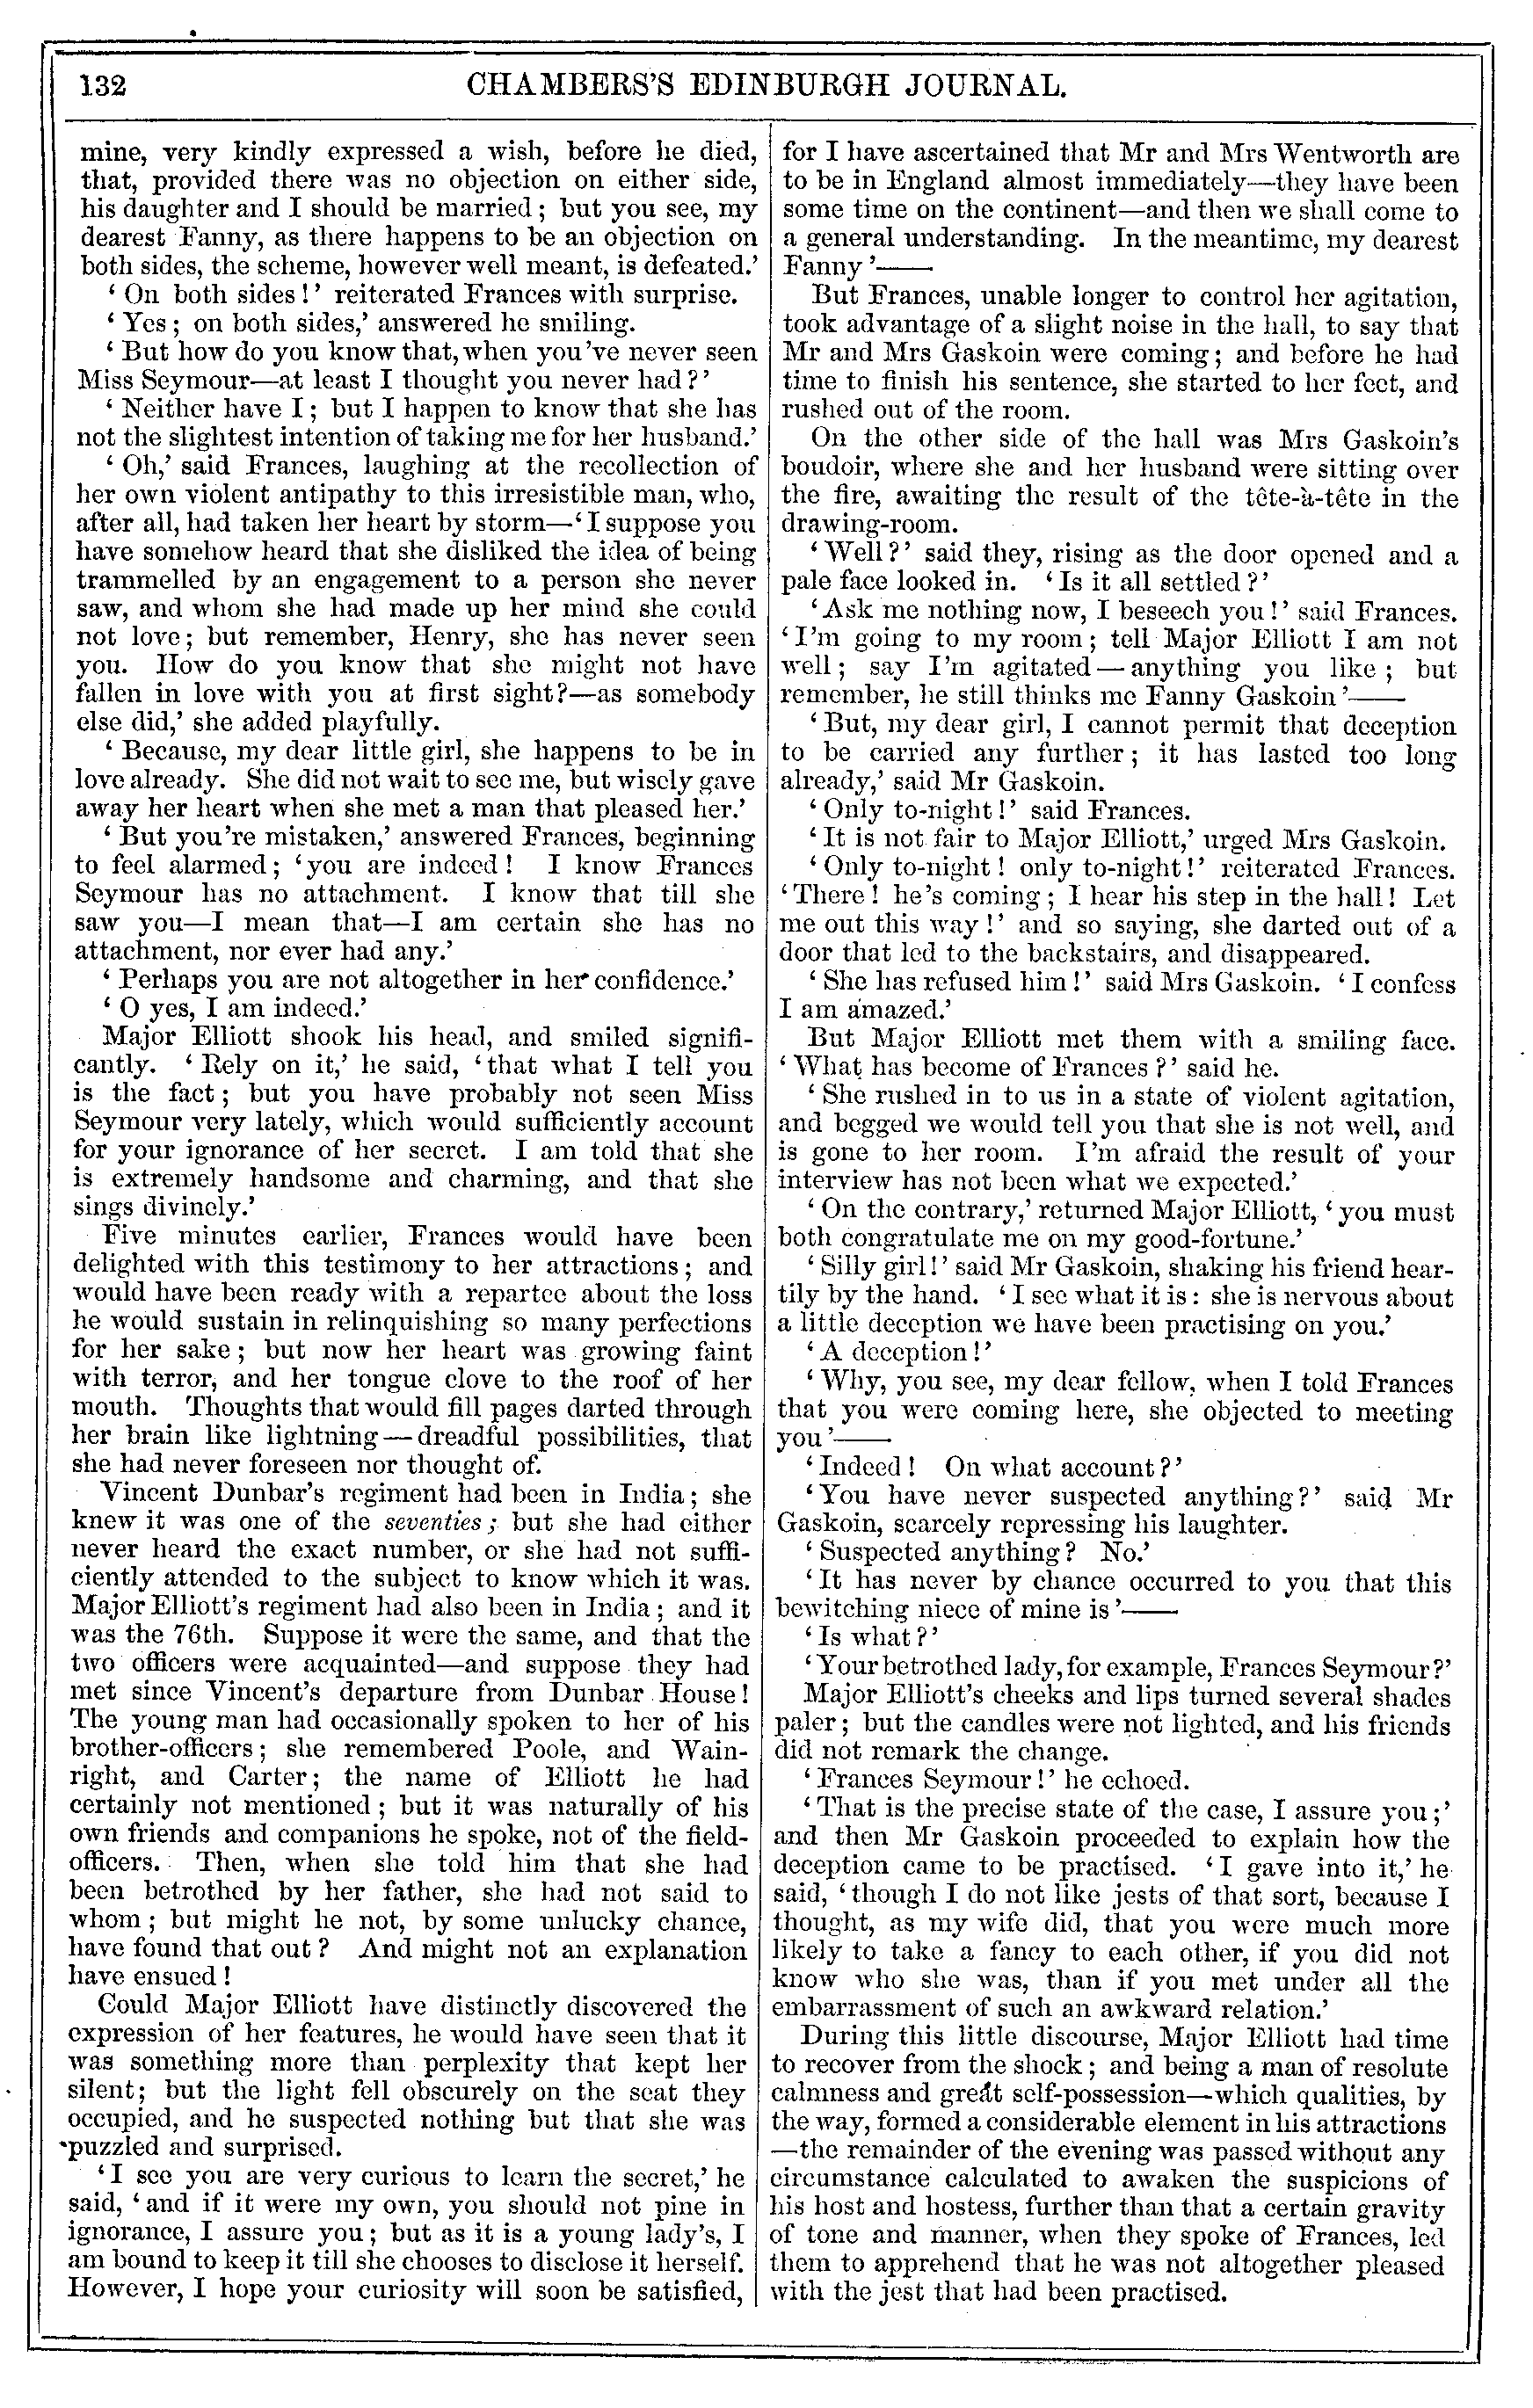 132
CHAMBERS'S EDINBURGH JOURNAL.
mine, very kindly expressed a wish, before he died,
that, provided there was no objection on either side,
his daughter and I should be married; but you see, my
dearest Fanny, as there happens to be an objection on
both sides, the scheme, however well meant, is defeated.'
' On both sides!' reiterated Frances with surprise.
' Yes; on both sides,' answered he smiling.
' But how do you know that, when you've never seen
Miss Seymour—at least I thought you never had?'
' Neither have I; but I happen to know that she has
not the slightest intention of taking me for her husband.'
' Oh,' said Frances, laughing at the recollection of
her own violent antipathy to this irresistible man, who,
after all, had taken her heart by storm—'I suppose you
have somehow heard that she disliked the idea of being
trammelled by an engagement to a person she never
saw, and whom she had made up her mind she could
not love; but remember, Henry, she has never seen
you. How do you know that she might not have
fallen in love with you at first sight?—as somebody
else did,' she added playfully.
' Because, my dear little girl, she happens to be in
love already. She did not wait to see me, but wisely gave
away her heart when she met a man that pleased her.'
' But you're mistaken,' answered Frances, beginning
to feel alarmed; 'you are indeed! I know Frances
Seymour has no attachment. I know that till she
saw you—I mean that—I am certain she has no
attachment, nor ever had any.'
' Perhaps you are not altogether in her confidence.'
' O yes, I am indeed.'
Major Elliott shook his head, and smiled signifi-
cantly. ' Rely on it,' he said, 'that what I tell you
is the fact; but you have probably not seen Miss
Seymour very lately, which would sufficiently account
for your ignorance of her secret. I am told that she
is extremely handsome and charming, and that she
sings divinely.'
Five minutes earlier, Frances would have been
delighted with this testimony to her attractions; and
would have been ready with a repartee about the loss
he would sustain in relinquishing so many perfections
for her sake; but now her heart was growing faint
with terror, and her tongue clove to the roof of her
mouth. Thoughts that would fill pages darted through
her brain like lightning—dreadful possibilities, that
she had never foreseen nor thought of.
Vincent Dunbar's regiment had been in India; she
knew it was one of the seventies; but she had either
never heard the exact number, or she had not suffi-
ciently attended to the subject to know which it was.
Major Elliott's regiment had also been in India; and it
was the 76th. Suppose it were the same, and that the
two officers were acquainted—and suppose they had
met since Vincent's departure from Dunbar House!
The young man had occasionally spoken to her of his
brother-officers; she remembered Poole, and Wain-
right, and Carter; the name of Elliott he had
certainly not mentioned; but it was naturally of his
own friends and companions he spoke, not of the field-
officers. Then, when she told him that she had
been betrothed by her father, she had not said to
whom; but might he not, by some unlucky chance,
have found that out? And might not an explanation
have ensued!
Could Major Elliott have distinctly discovered the
expression of her features, he would have seen that it
was something more than perplexity that kept her
silent; but the light fell obscurely on the seat they
occupied, and he suspected nothing but that she was
puzzled and surprised.
'I see you are very curious to learn the secret,' he
said, 'and if it were my own, you should not pine in
ignorance, I assure you; but as it is a young lady's, I
am bound to keep it till she chooses to disclose it herself.
However, I hope your curiosity will soon be satisfied,
for I have ascertained that Mr and Mrs Wentworth are
to be in England almost immediately—they have been
some time on the continent—and then we shall come to
a general understanding. In the meantime, my dearest
Fanny'——
But Frances, unable longer to control her agitation,
took advantage of a slight noise in the hall, to say that
Mr and Mrs Gaskoin were coming; and before he had
time to finish his sentence, she started to her feet, and
rushed out of the room.
On the other side of the hall was Mrs Gaskoin's
boudoir, where she and her husband were sitting over
the fire, awaiting the result of the tête-à-tête in the
drawing-room.
'Well?' said they, rising as the door opened and a
pale face looked in. 'Is it all settled?'
'Ask me nothing now, I beseech you!' said Frances.
'I'm going to my room; tell Major Elliott I am not
well; say I'm agitated—anything you like; but
remember, he still thinks me Fanny Gaskoin'——
'But, my dear girl, I cannot permit that deception
to be carried any further; it has lasted too long
already,' said Mr Gaskoin.
'Only to-night!' said Frances.
'It is not fair to Major Elliott,' urged Mrs Gaskoin.
'Only to-night! only to-night!' reiterated Frances.
'There! he's coming; I hear his step in the hall! Let
me out this way!' and so saying, she darted out of a
door that led to the backstairs, and disappeared.
'She has refused him!' said Mrs Gaskoin. 'I confess
I am amazed.'
But Major Elliott met them with a smiling face.
'What has become of Frances?' said he.
'She rushed in to us in a state of violent agitation,
and begged we would tell you that she is not well, and
is gone to her room. I'm afraid the result of your
interview has not been what we expected.'
'On the contrary,' returned Major Elliott, 'you must
both congratulate me on my good-fortune.'
'Silly girl!' said Mr Gaskoin, shaking his friend hear-
tily by the hand. 'I see what it is: she is nervous about
a little deception we have been practising on you.'
'A deception!'
'Why, you see, my dear fellow, when I told Frances
that you were coming here, she objected to meeting
you'——
'Indeed! On what account?'
'You have never suspected anything?' said Mr
Gaskoin, scarcely repressing his laughter.
'Suspected anything? No.'
'It has never by chance occurred to you that this
bewitching niece of mine is'——
'Is what?'
'Your betrothed lady, for example, Frances Seymour?'
Major Elliott's cheeks and lips turned several shades
paler; but the candles were not lighted, and his friends
did not remark the change.
'Frances Seymour!' he echoed.
'That is the precise state of the case, I assure you;'
and then Mr Gaskoin proceeded to explain how the
deception came to be practised. 'I gave into it,' he
said, 'though I do not like jests of that sort, because I
thought, as my wife did, that you were much more
likely to take a fancy to each other, if you did not
know who she was, than if you met under all the
embarrassment of such an awkward relation.'
During this little discourse, Major Elliott had time
to recover from the shock; and being a man of resolute
calmness and great self-possession—which qualities, by
the way, formed a considerable element in his attractions
—the remainder of the evening was passed without any
circumstance calculated to awaken the suspicions of
his host and hostess, further than that a certain gravity
of tone and manner, when they spoke of Frances, led
them to apprehend that he was not altogether pleased
with the jest that had been practised.